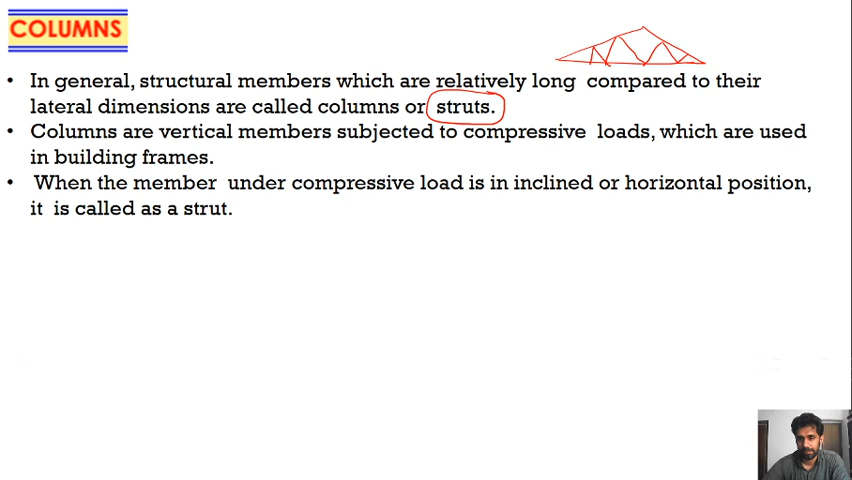 COLUMNS
• In general, structural members which are relatively long compared to their
lateral dimensions are called columns or struts.
• Columns are vertical members subjected to compressive loads, which are used
in building frames.
• When the member under compressive load is in inclined or horizontal position,
it is called as a strut.